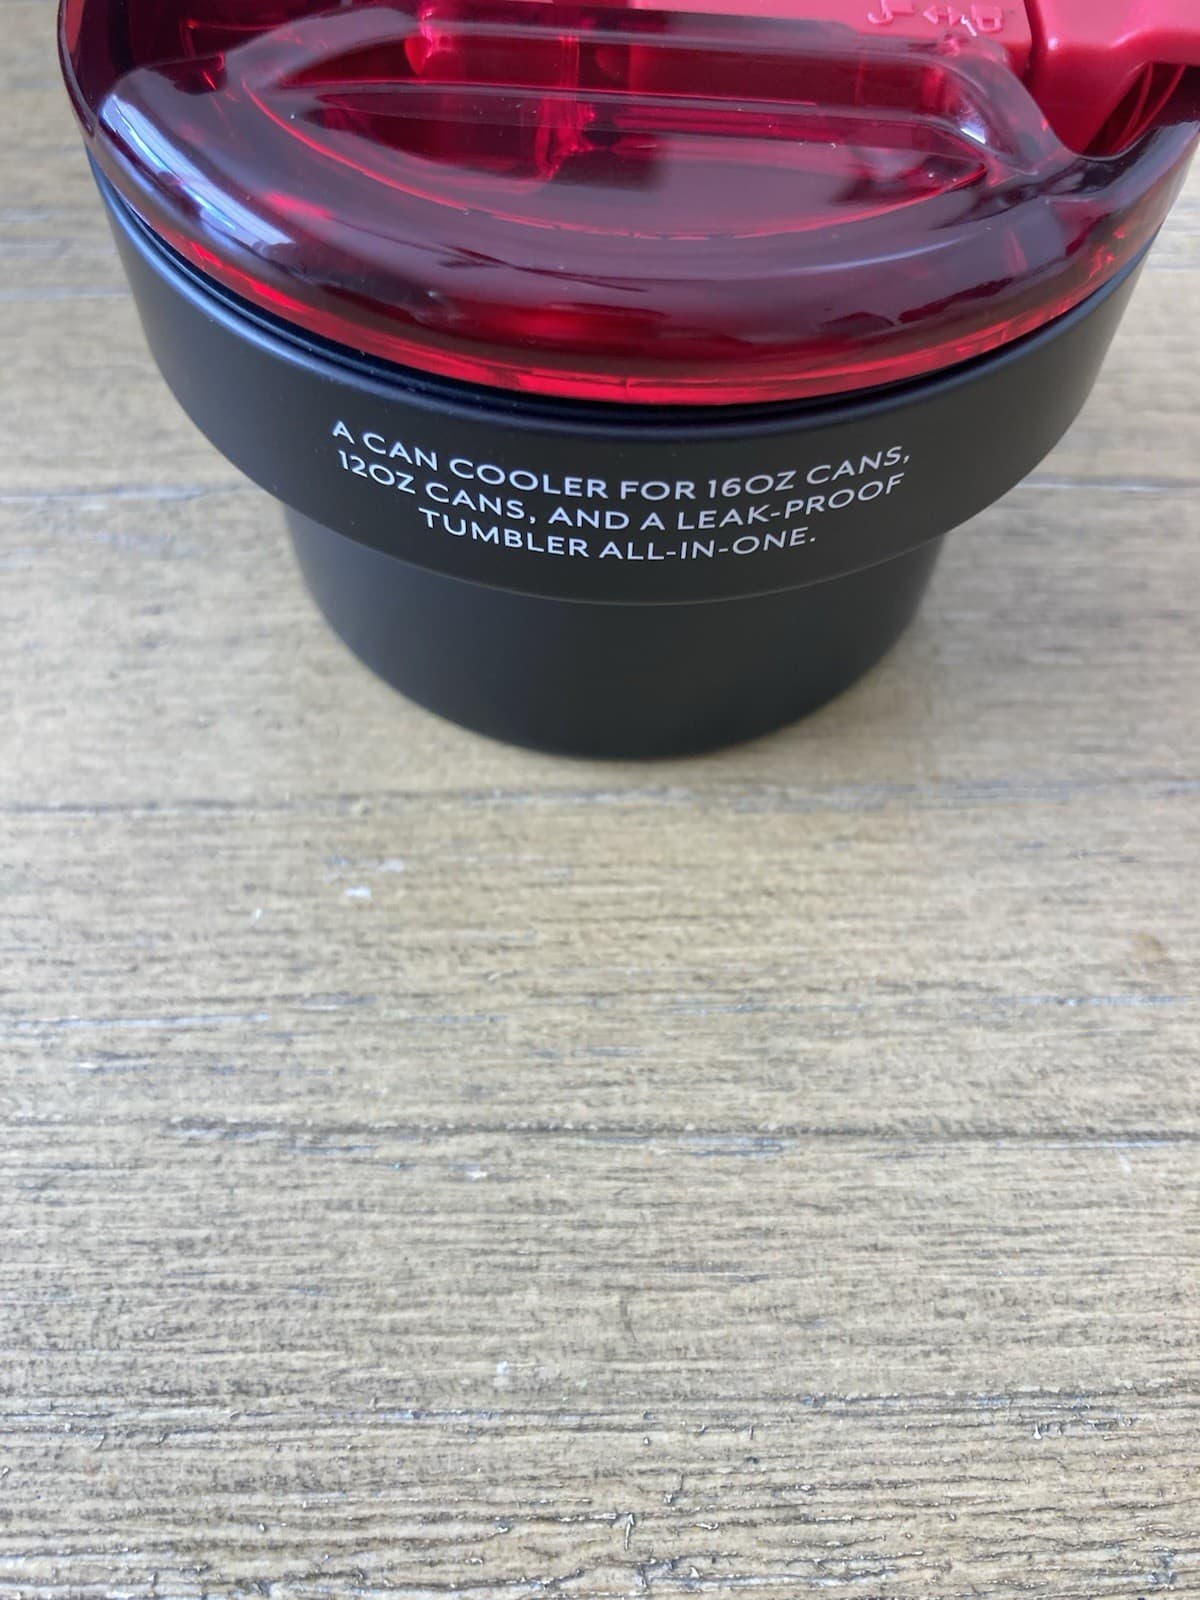 A CAN COOLER FOR 16OZ CANS,
12OZ CANS, AND A LEAK-PROOF
TUMBLER ALL-IN-ONE.